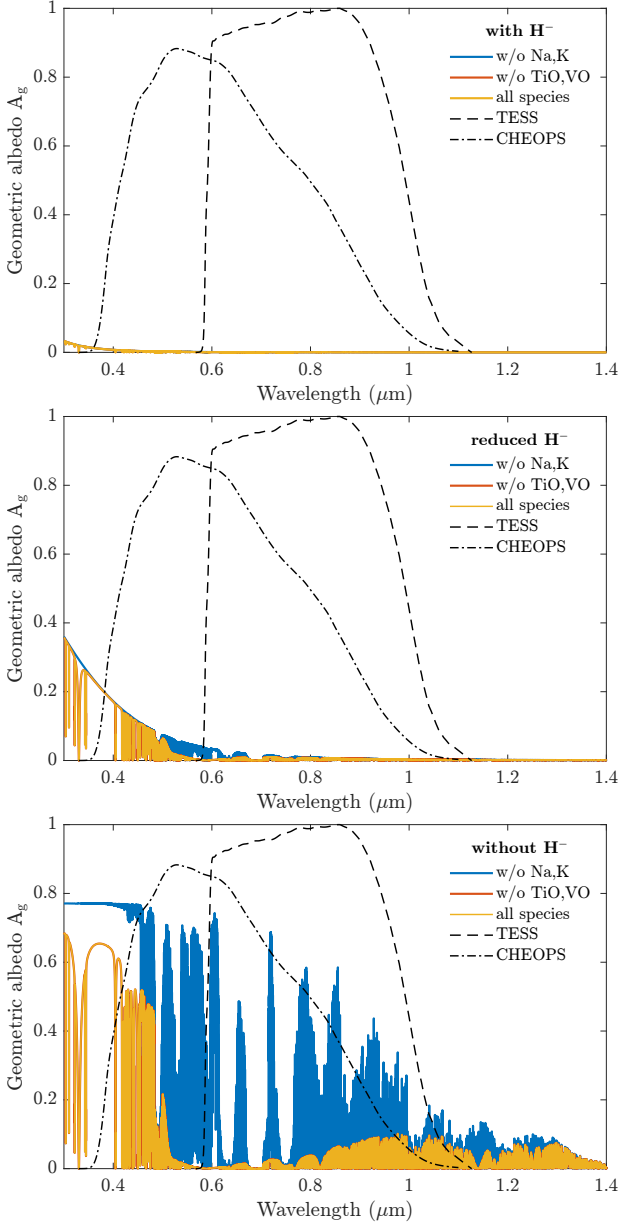 1
0.8
0.6
0.4
0.2
0
Geometric albedo A_g
with H⁻
w/o Na,K
w/o TiO,VO
all species
TESS
CHEOPS
0.4 0.6 0.8 1 1.2 1.4
Wavelength (μm)
1
0.8
0.6
0.4
0.2
0
Geometric albedo A_g
reduced H⁻
w/o Na,K
w/o TiO,VO
all species
TESS
CHEOPS
0.4 0.6 0.8 1 1.2 1.4
Wavelength (μm)
1
0.8
0.6
0.4
0.2
0
Geometric albedo A_g
without H⁻
w/o Na,K
w/o TiO,VO
all species
TESS
CHEOPS
0.4 0.6 0.8 1 1.2 1.4
Wavelength (μm)